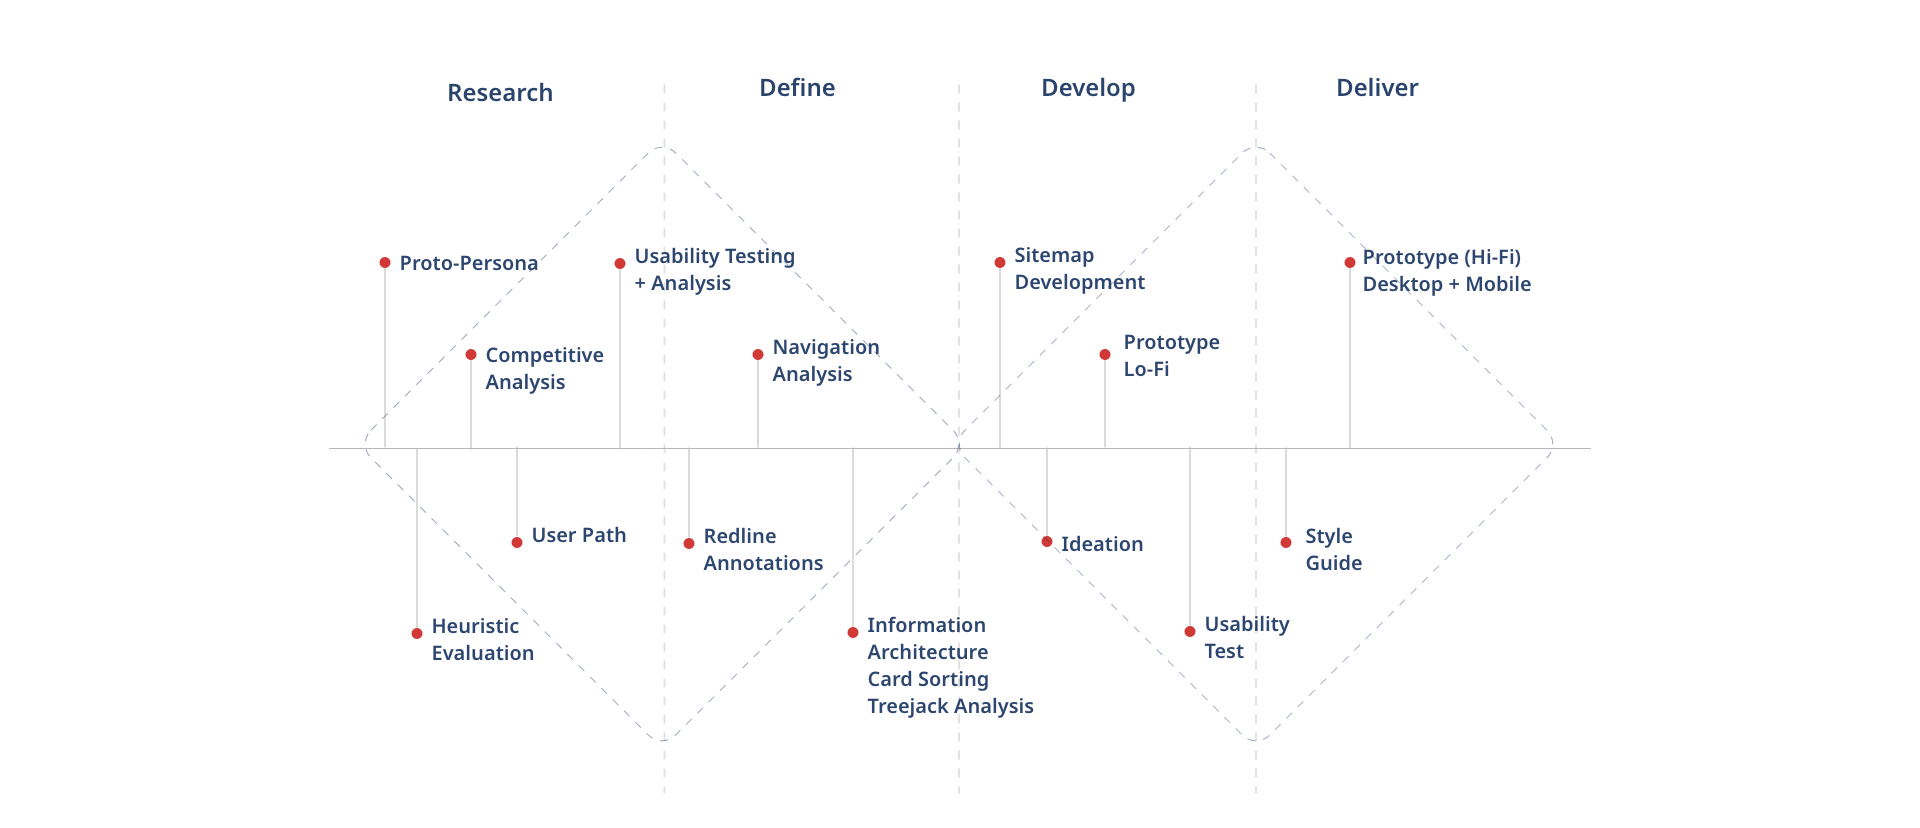 Research
Define
Develop
Deliver
Proto-Persona
Usability Testing
+ Analysis
Sitemap
Development
Prototype (Hi-Fi)
Desktop + Mobile
Competitive
Analysis
Navigation
Analysis
Prototype
Lo-Fi
User Path
Redline
Annotations
Ideation
Style
Guide
Heuristic
Evaluation
Information
Architecture
Card Sorting
Treejack Analysis
Usability
Test